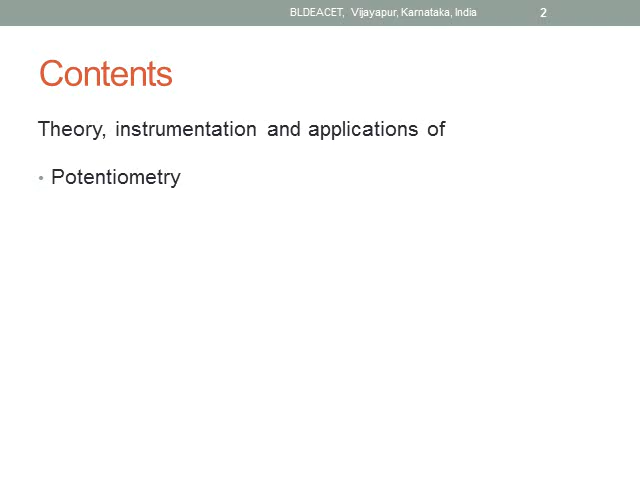 BLDEACET, Vijayapur, Karnataka, India 2
Contents
Theory, instrumentation and applications of
• Potentiometry